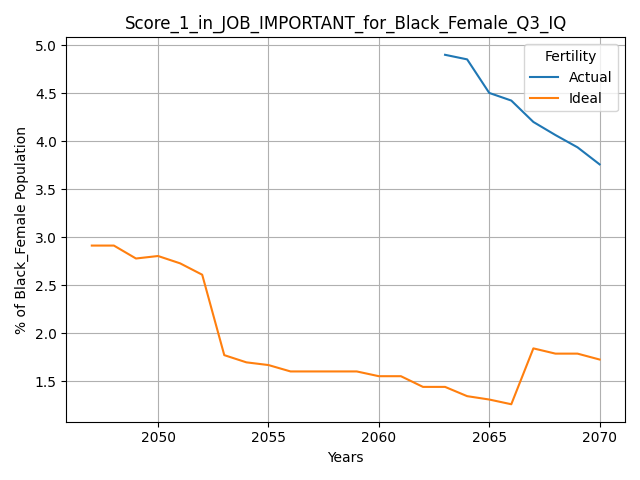 Score_1_in_JOB_IMPORTANT_for_Black_Female_Q3_IQ
Fertility
Actual
Ideal
% of Black_Female Population
5.0
4.5
4.0
3.5
3.0
2.5
2.0
1.5
2050
2055
2060
2065
2070
Years